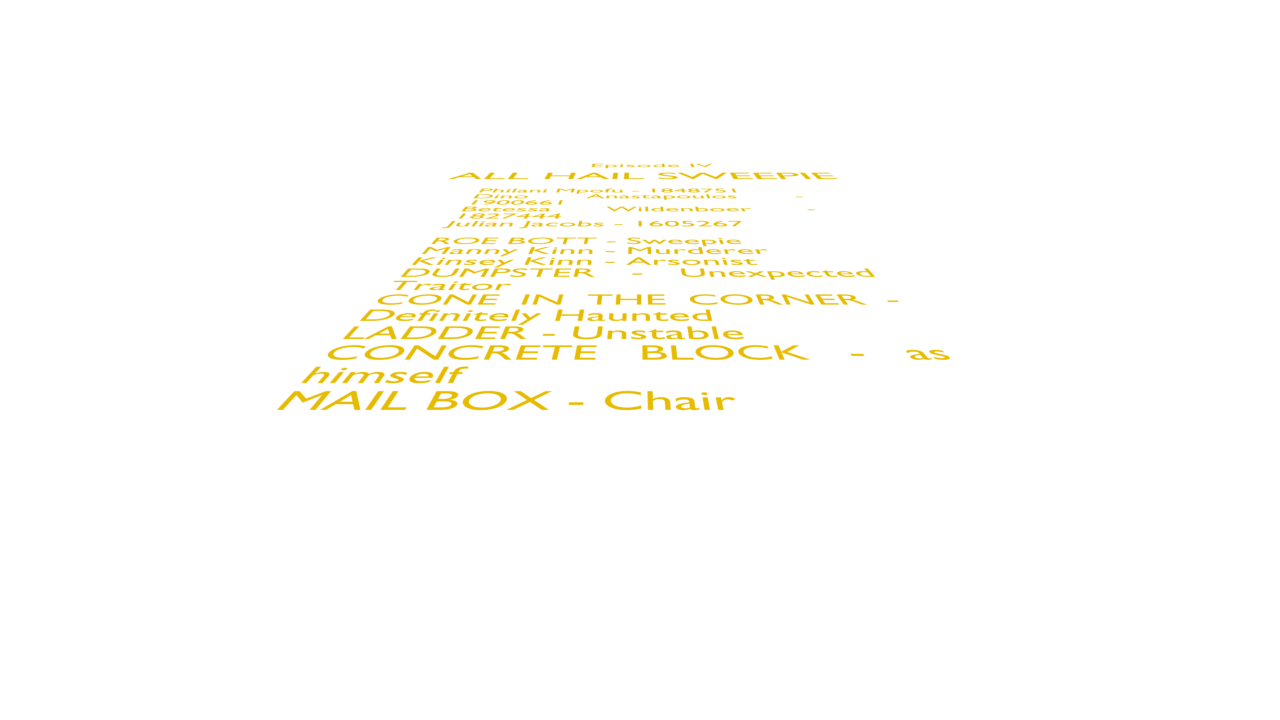 Episode IV
ALL HAIL SWEEPIE
Philani Mpofu - 1848751
Dino Anastapoulos -
1900661
Betessa Wildenboer -
1827444
Julian Jacobs - 1605267
ROE BOTT - Sweepie
Manny Kinn - Murderer
Kinsey Kinn - Arsonist
DUMPSTER - Unexpected
Traitor
CONE IN THE CORNER -
Definitely Haunted
LADDER - Unstable
CONCRETE BLOCK - as
himself
MAIL BOX - Chair